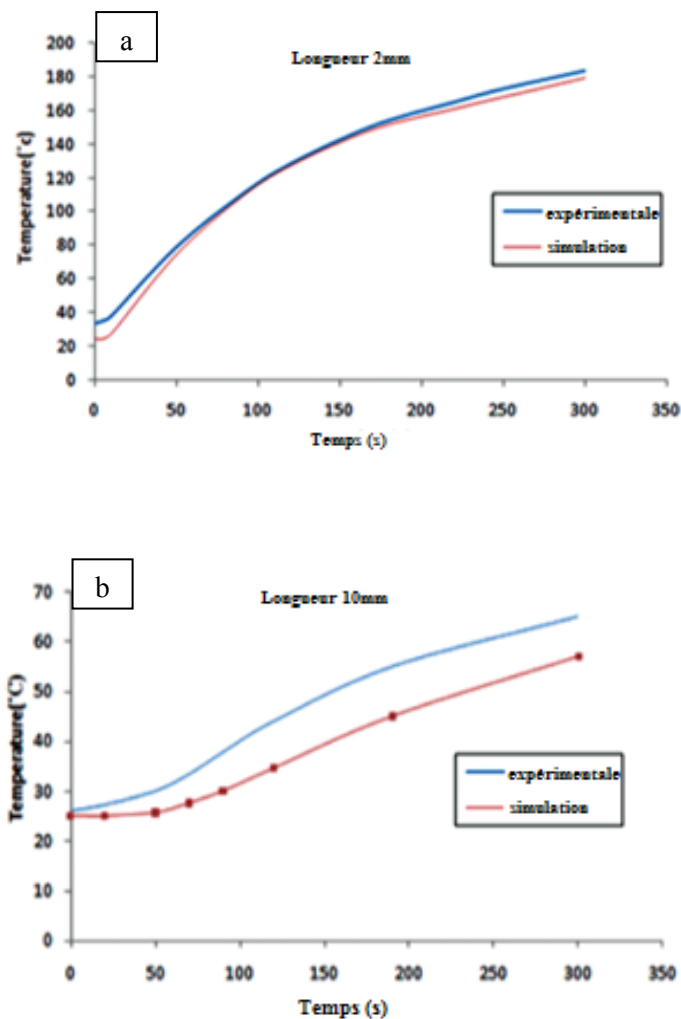 a
Longueur 2mm
200
180
160
140
120
100
80
60
40
20
0
Temperature(°c)
expérimentale
simulation
0 50 100 150 200 250 300 350
Temps (s)
b
Longueur 10mm
70
60
50
40
30
20
10
0
Temperature(°C)
expérimentale
simulation
0 50 100 150 200 250 300 350
Temps (s)